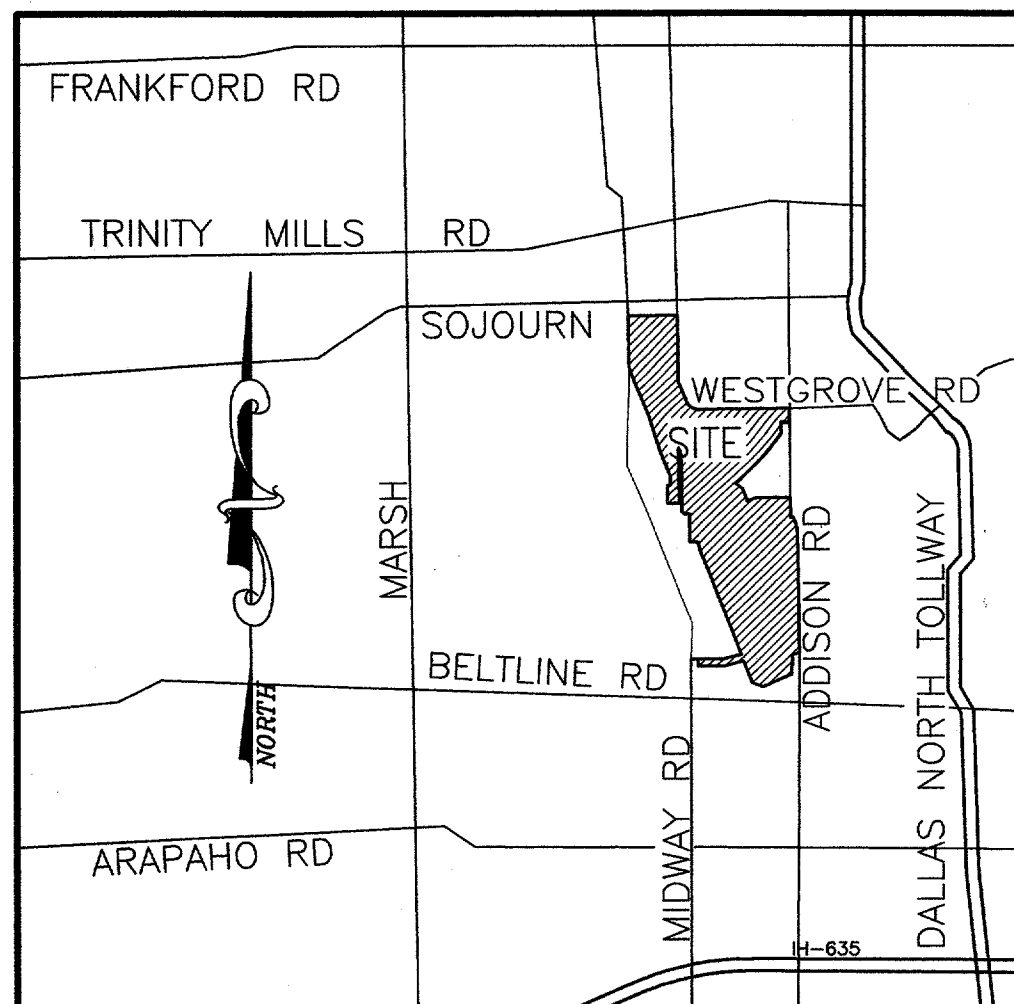 FRANKFORD RD
TRINITY MILLS RD
SOJOURN
WESTGROVE RD
SITE
MARSH
ADDISON RD
DALLAS NORTH TOLLWAY
BELTLINE RD
NORTH
MIDWAY RD
ARAPAHO RD
IH-635